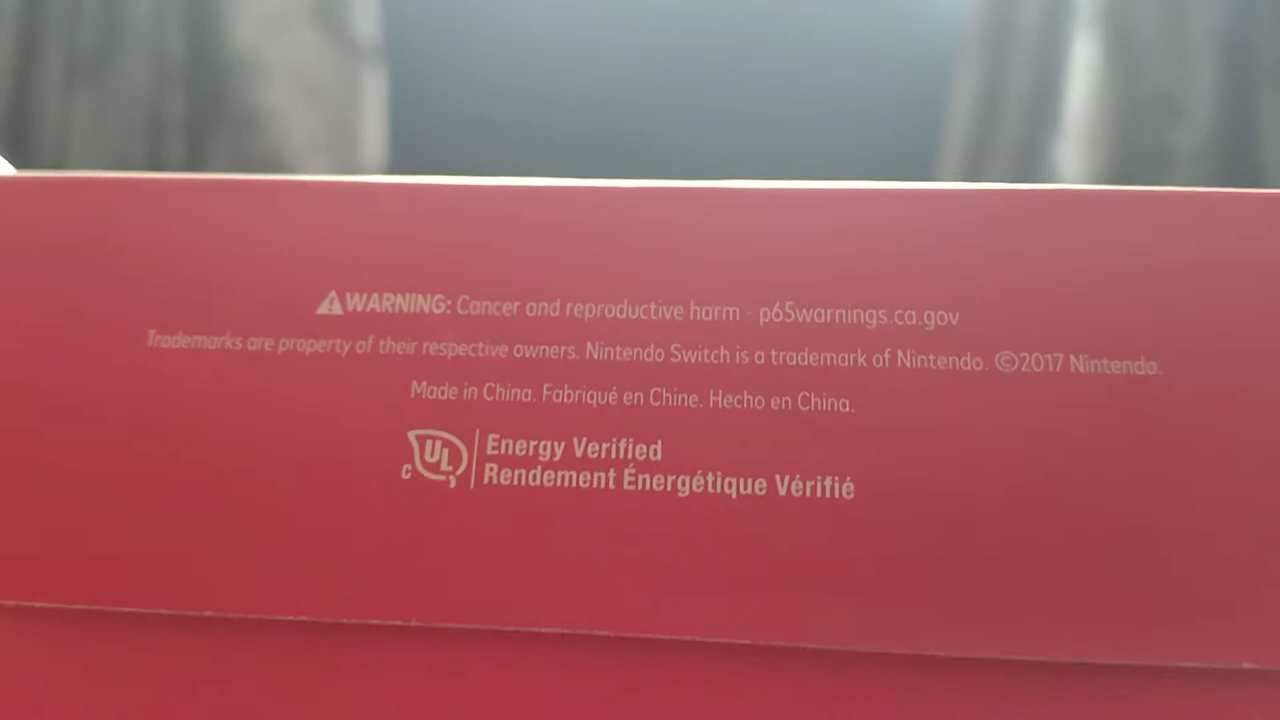 ⚠WARNING: Cancer and reproductive harm - p65warnings.ca.gov
Trademarks are property of their respective owners. Nintendo Switch is a trademark of Nintendo. ©2017 Nintendo.
Made in China. Fabriqué en Chine. Hecho en China.
c UL Energy Verified
Rendement Énergétique Vérifié